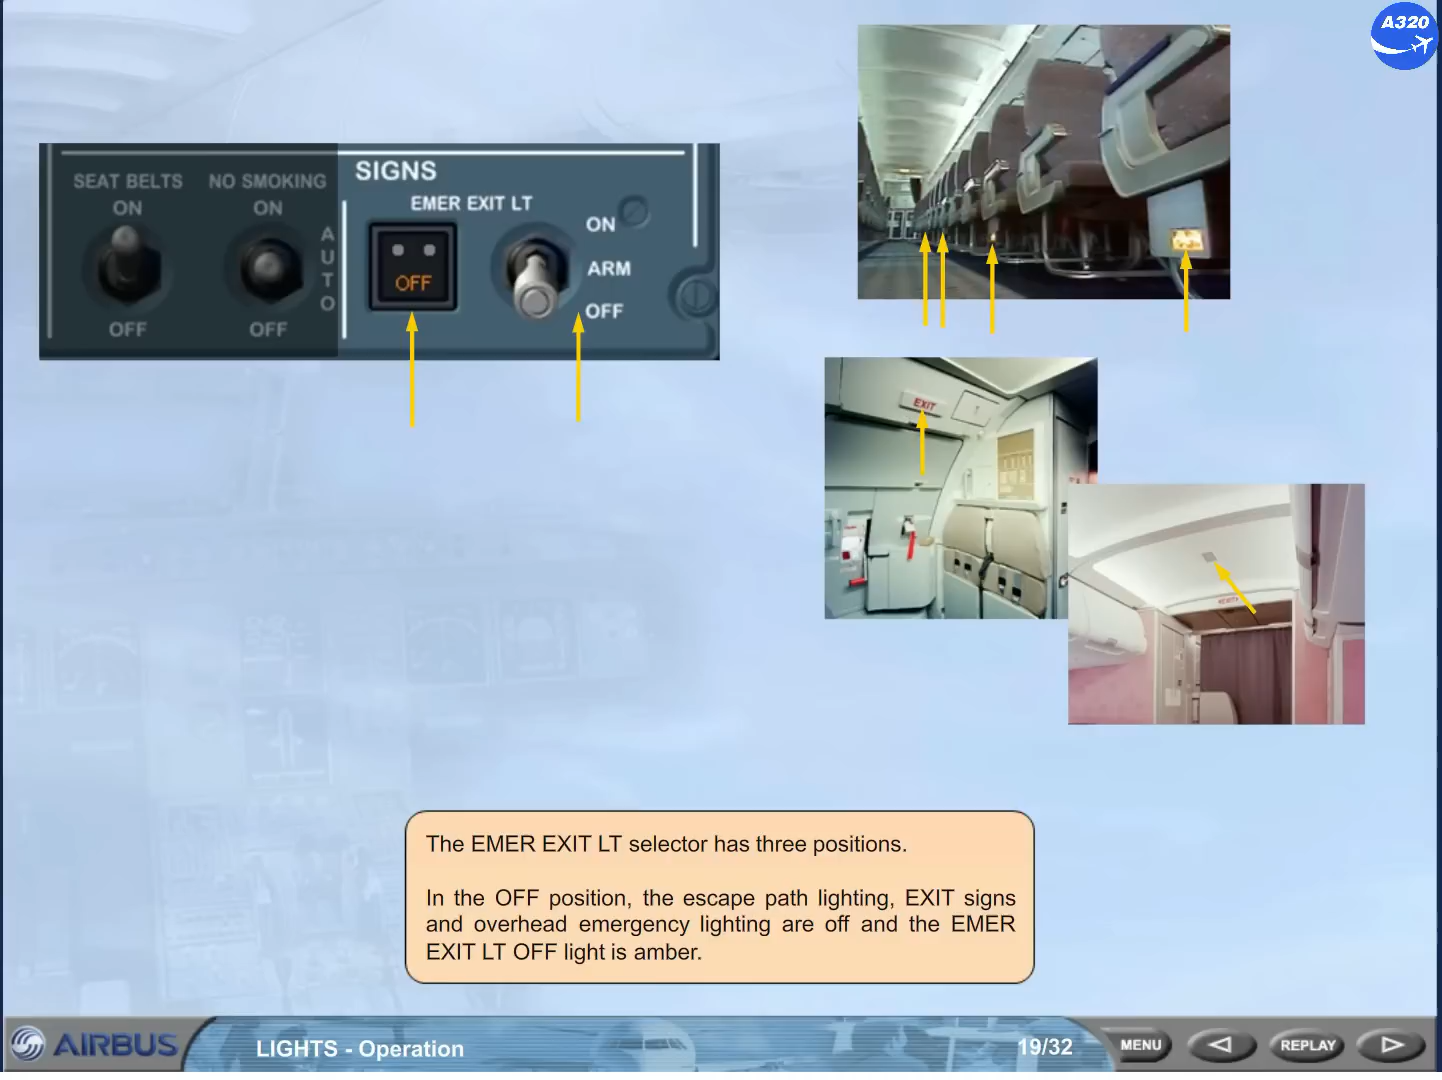 A320
SIGNS
SEAT BELTS
NO SMOKING
EMER EXIT LT
ON
ON
ON
AUTO
OFF
ARM
OFF
OFF
OFF
EXIT
The EMER EXIT LT selector has three positions.
In the OFF position, the escape path lighting, EXIT signs
and overhead emergency lighting are off and the EMER
EXIT LT OFF light is amber.
AIRBUS
LIGHTS - Operation
19/32
MENU
REPLAY